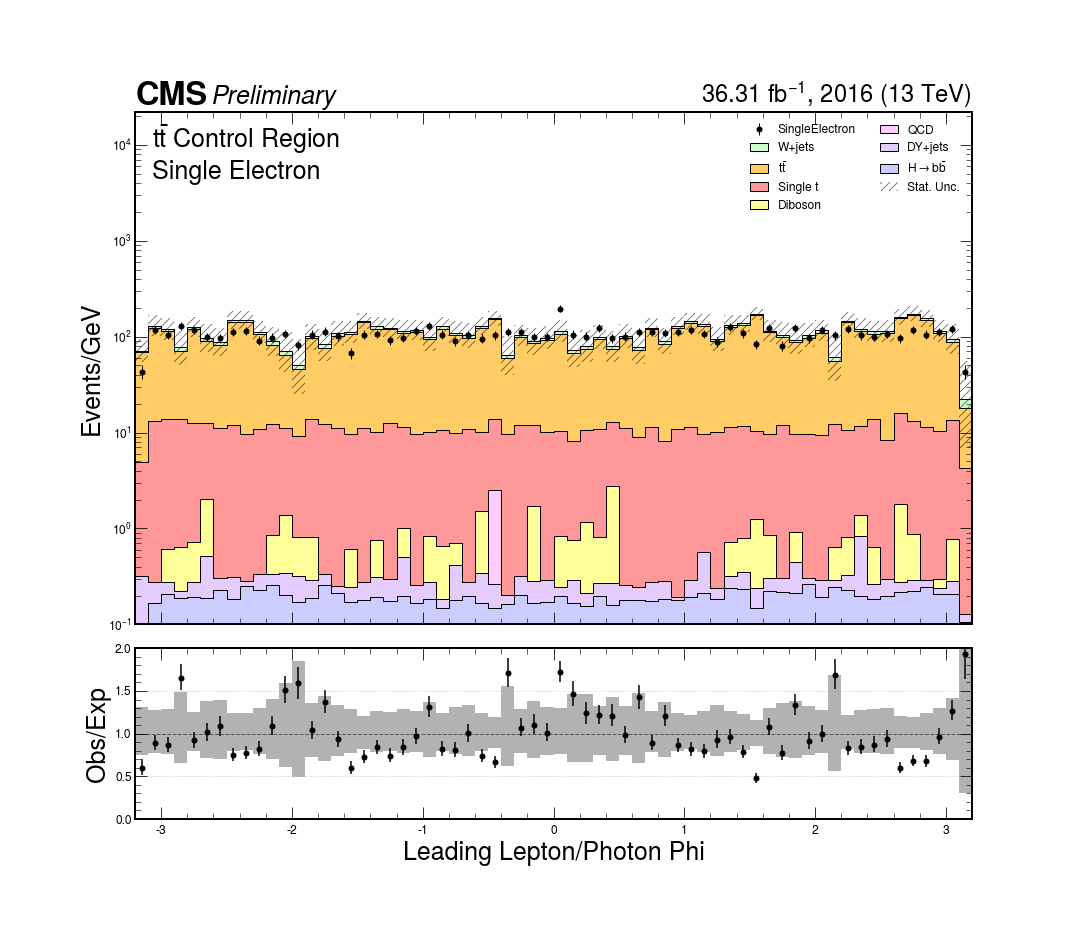 CMS Preliminary
36.31 fb⁻¹, 2016 (13 TeV)
tt̄ Control Region
Single Electron
SingleElectron
W+jets
tt̄
Single t
Diboson
QCD
DY+jets
H→bb̄
Stat. Unc.
10⁴
10³
10²
10¹
10⁰
10⁻¹
Events/GeV
2.0
1.5
1.0
0.5
0.0
Obs/Exp
-3 -2 -1 0 1 2 3
Leading Lepton/Photon Phi